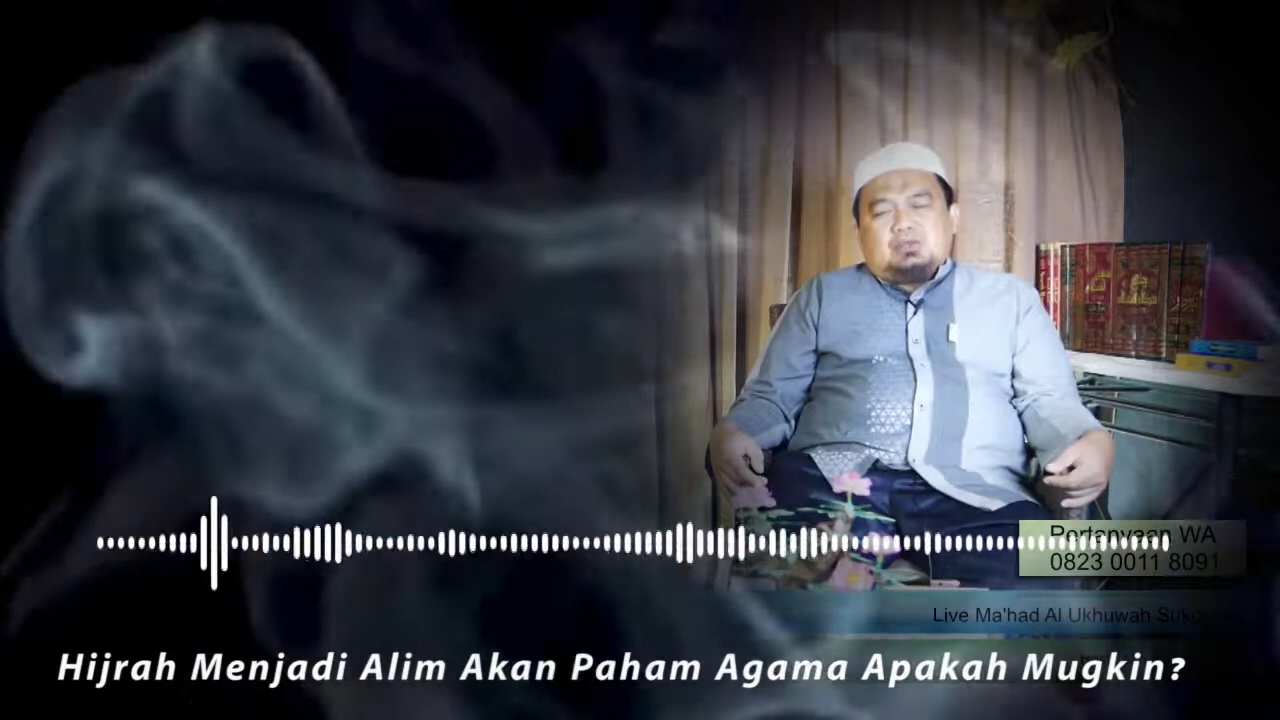 Pertanyaan WA
0823 0011 8091
Live Ma'had Al Ukhuwah
Hijrah Menjadi Alim Akan Paham Agama Apakah Mugkin?